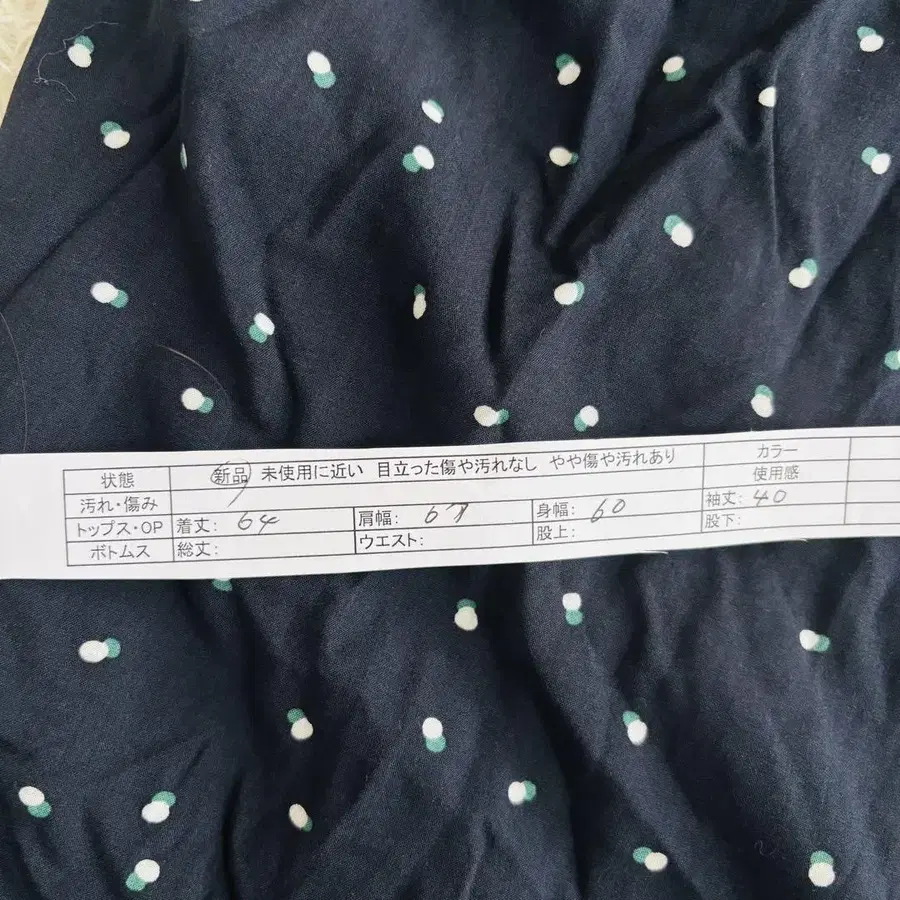 状態 新品 未使用に近い 目立った傷や汚れなし やや傷や汚れあり カラー
汚れ・傷み 使用感
トップス・OP 着丈: 64 肩幅: 身幅: 60 袖丈: 40
ボトムス 総丈: ウエスト: 股上: 股下: